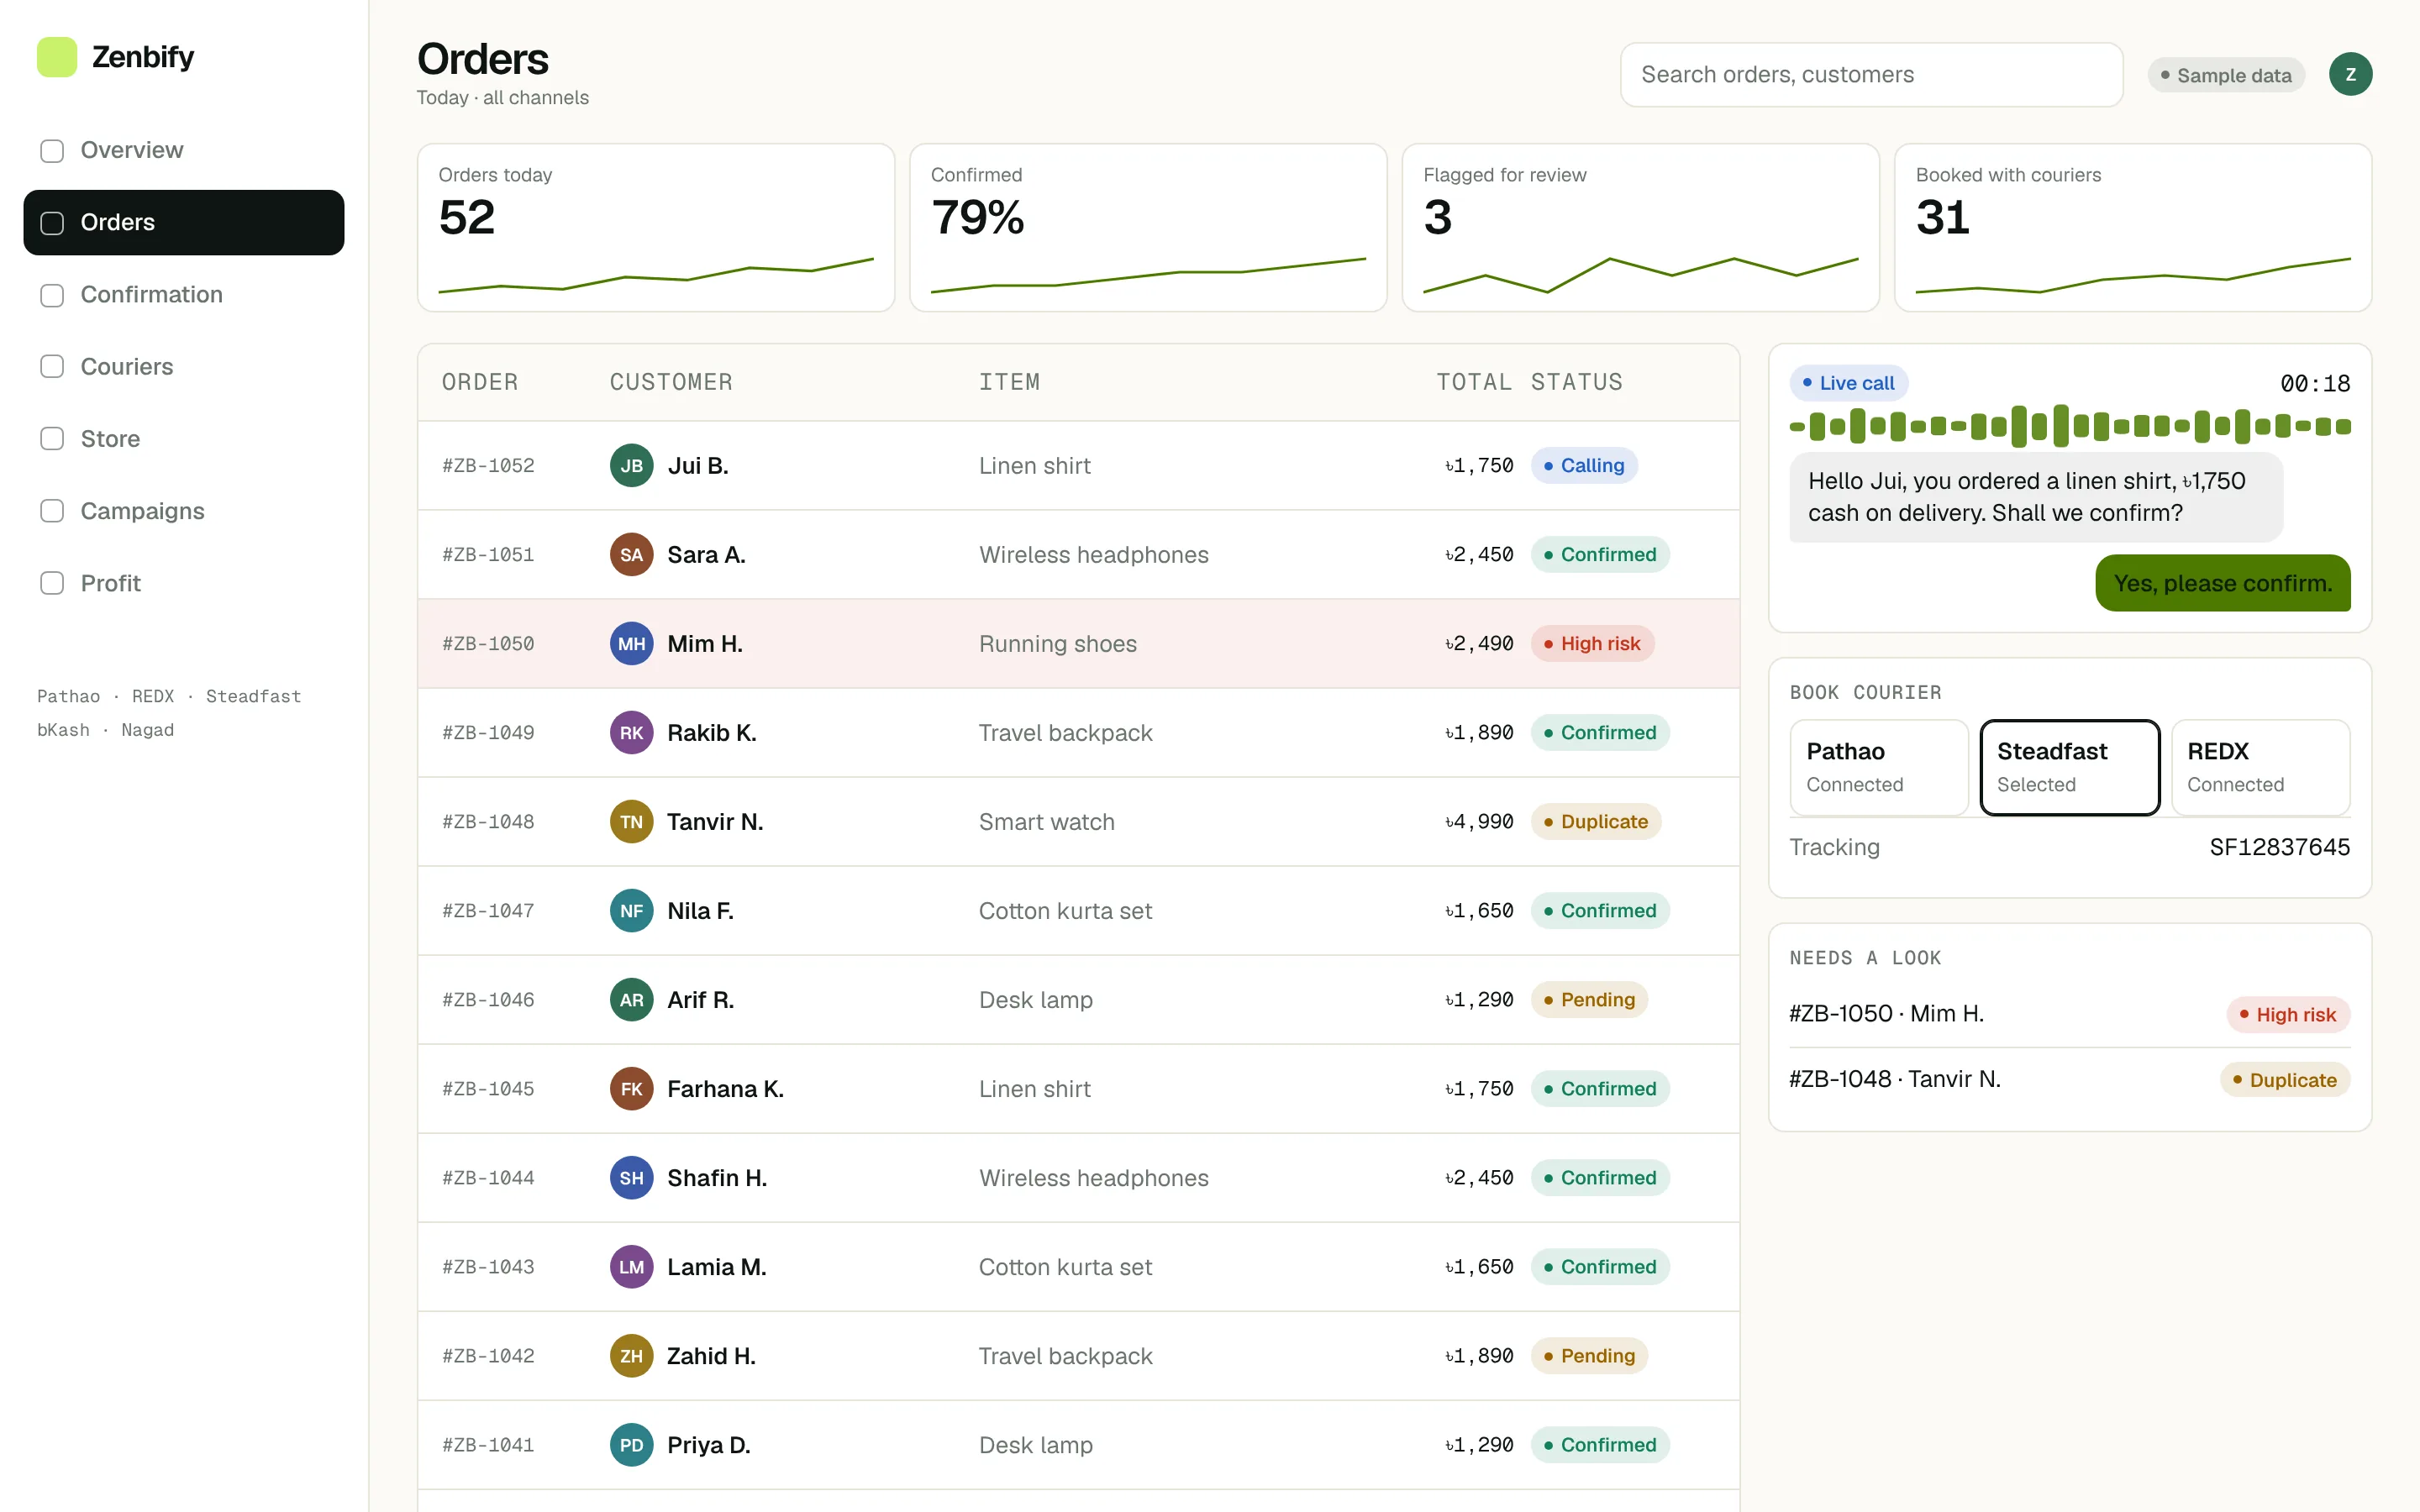 Zenbify
Overview
Orders
Confirmation
Couriers
Store
Campaigns
Profit
Pathao · REDX · Steadfast
bKash · Nagad
Orders
Today · all channels
Search orders, customers
Sample data
Z
Orders today
52
Confirmed
79%
Flagged for review
3
Booked with couriers
31
ORDER CUSTOMER ITEM TOTAL STATUS
#ZB-1052 JB Jui B. Linen shirt ৳1,750 Calling
#ZB-1051 SA Sara A. Wireless headphones ৳2,450 Confirmed
#ZB-1050 MH Mim H. Running shoes ৳2,490 High risk
#ZB-1049 RK Rakib K. Travel backpack ৳1,890 Confirmed
#ZB-1048 TN Tanvir N. Smart watch ৳4,990 Duplicate
#ZB-1047 NF Nila F. Cotton kurta set ৳1,650 Confirmed
#ZB-1046 AR Arif R. Desk lamp ৳1,290 Pending
#ZB-1045 FK Farhana K. Linen shirt ৳1,750 Confirmed
#ZB-1044 SH Shafin H. Wireless headphones ৳2,450 Confirmed
#ZB-1043 LM Lamia M. Cotton kurta set ৳1,650 Confirmed
#ZB-1042 ZH Zahid H. Travel backpack ৳1,890 Pending
#ZB-1041 PD Priya D. Desk lamp ৳1,290 Confirmed
Live call 00:18
Hello Jui, you ordered a linen shirt, ৳1,750
cash on delivery. Shall we confirm?
Yes, please confirm.
BOOK COURIER
Pathao Steadfast REDX
Connected Selected Connected
Tracking SF12837645
NEEDS A LOOK
#ZB-1050 · Mim H. High risk
#ZB-1048 · Tanvir N. Duplicate